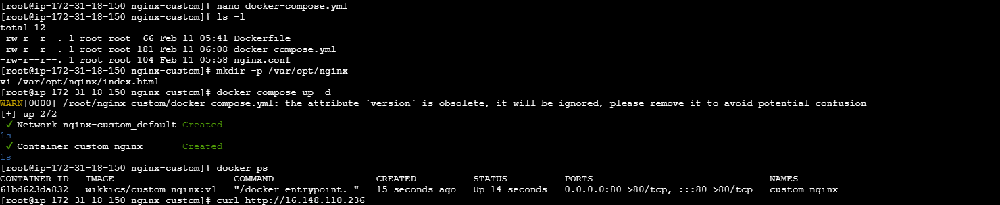 [root@ip-172-31-18-150 nginx-custom]# nano docker-compose.yml
[root@ip-172-31-18-150 nginx-custom]# ls -l
total 12
-rw-r--r--. 1 root root  66 Feb 11 05:41 Dockerfile
-rw-r--r--. 1 root root 181 Feb 11 06:08 docker-compose.yml
-rw-r--r--. 1 root root 104 Feb 11 05:58 nginx.conf
[root@ip-172-31-18-150 nginx-custom]# mkdir -p /var/opt/nginx
vi /var/opt/nginx/index.html
[root@ip-172-31-18-150 nginx-custom]# docker-compose up -d
WARN[0000] /root/nginx-custom/docker-compose.yml: the attribute `version` is obsolete, it will be ignored, please remove it to avoid potential confusion
[+] up 2/2
 ✓ Network nginx-custom_default Created
1s
 ✓ Container custom-nginx       Created
1s
[root@ip-172-31-18-150 nginx-custom]# docker ps
CONTAINER ID   IMAGE                     COMMAND                  CREATED          STATUS          PORTS                               NAMES
61bd623da832   wikkics/custom-nginx:v1   "/docker-entrypoint.…"   15 seconds ago   Up 14 seconds   0.0.0.0:80->80/tcp, :::80->80/tcp   custom-nginx
[root@ip-172-31-18-150 nginx-custom]# curl http://16.148.110.236